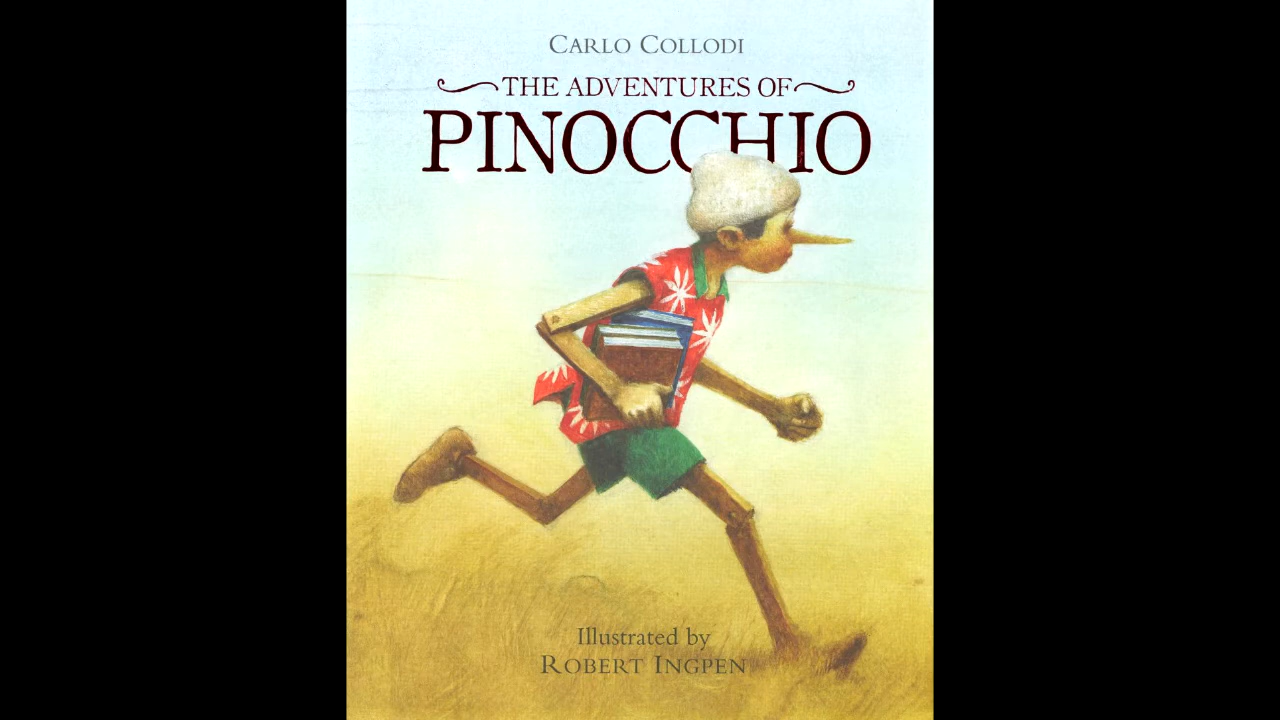 CARLO COLLODI
THE ADVENTURES OF
PINOCCHIO
Illustrated by
ROBERT INGPEN